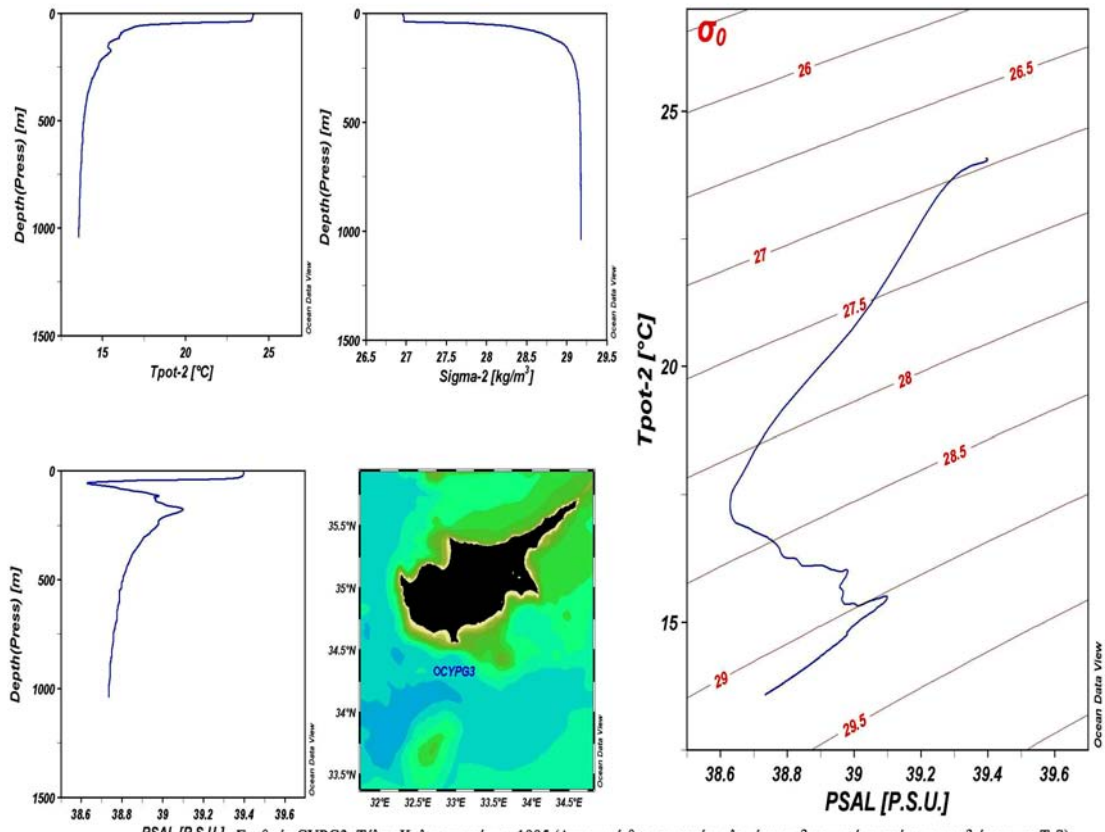 0
500
1000
1500
Depth(Press) [m]
15 20 25
Tpot-2 [°C]
Ocean Data View
0
500
1000
1500
Depth(Press) [m]
26.5 27 27.5 28 28.5 29 29.5
Sigma-2 [kg/m³]
Ocean Data View
0
500
1000
1500
Depth(Press) [m]
38.6 38.8 39 39.2 39.4 39.6
PSAL [P.S.U.]
Ocean Data View
35.5°N
35°N
34.5°N
34°N
33.5°N
OCYPG3
32°E 32.5°E 33°E 33.5°E 34°E 34.5°E
Ocean Data View
σ0
26
26.5
27
27.5
28
28.5
29
29.5
25
20
15
Tpot-2 [°C]
38.6 38.8 39 39.2 39.4 39.6
PSAL [P.S.U.]
Ocean Data View
CYPG3
1995